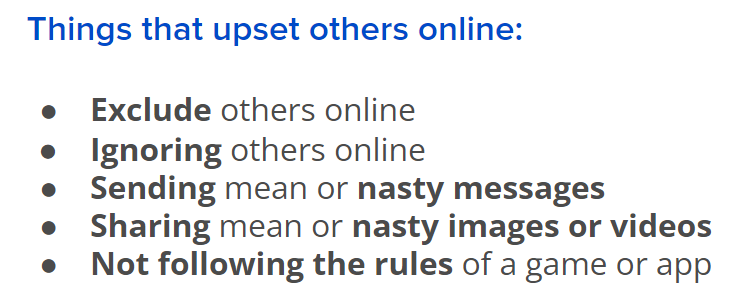 Things that upset others online:
● Exclude others online
● Ignoring others online
● Sending mean or nasty messages
● Sharing mean or nasty images or videos
● Not following the rules of a game or app